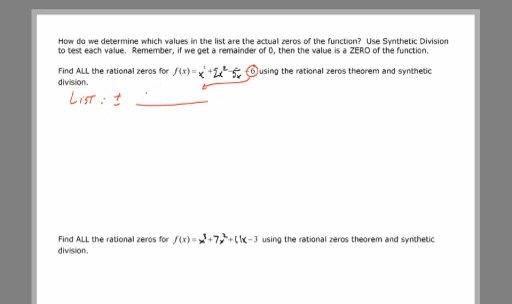 How do we determine which values in the list are the actual zeros of the function? Use Synthetic Division
to test each value. Remember, if we get a remainder of 0, then the value is a ZERO of the function.
Find ALL the rational zeros for f(x)=x³+2x²-5x-6 using the rational zeros theorem and synthetic
division.
LIST: ±
Find ALL the rational zeros for f(x)=x³+7x²+11x-3 using the rational zeros theorem and synthetic
division.